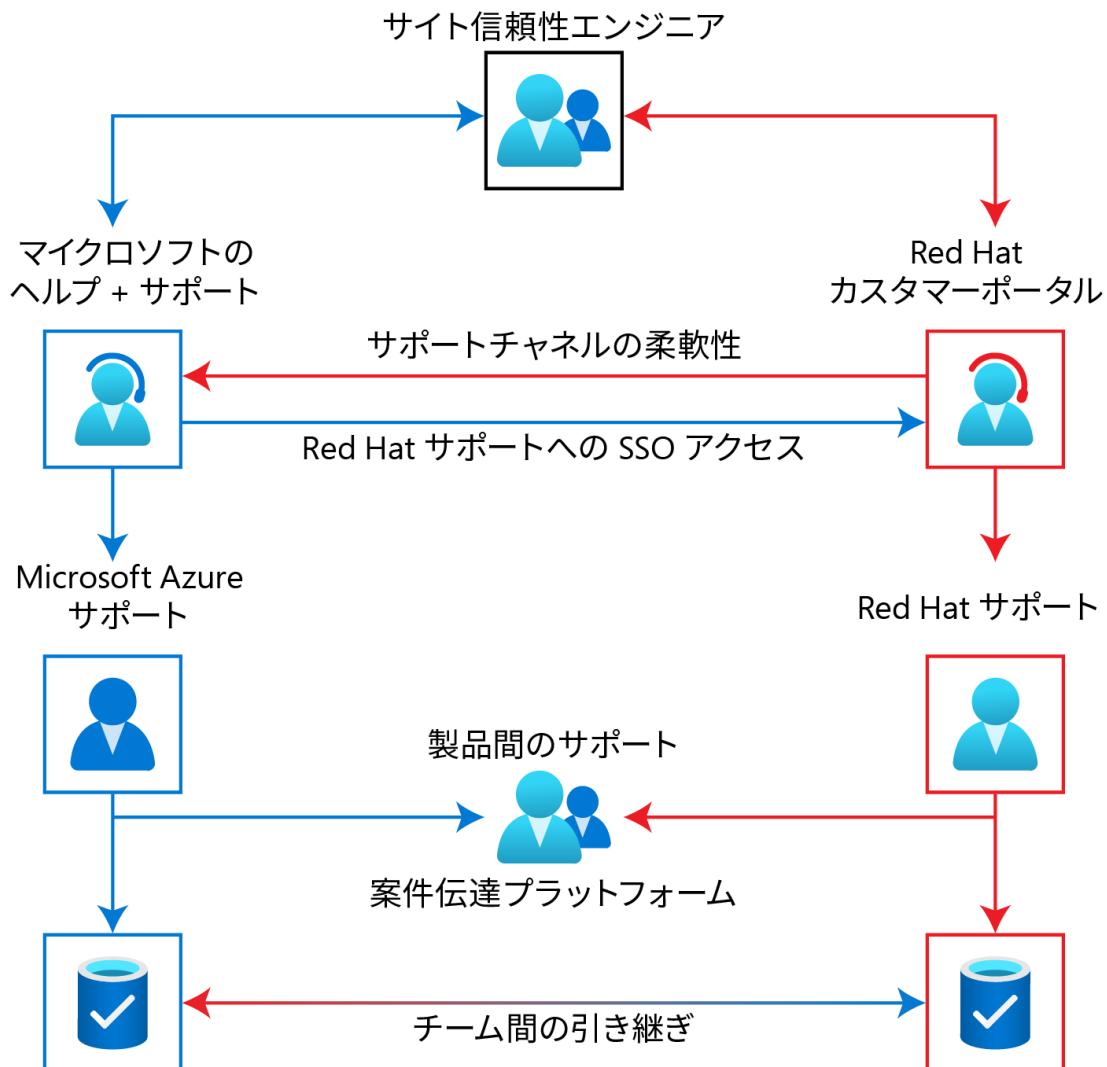 サイト信頼性エンジニア
マイクロソフトの
ヘルプ + サポート
Red Hat
カスタマーポータル
サポートチャネルの柔軟性
Red Hat サポートへの SSO アクセス
Microsoft Azure
サポート
Red Hat サポート
製品間のサポート
案件伝達プラットフォーム
チーム間の引き継ぎ